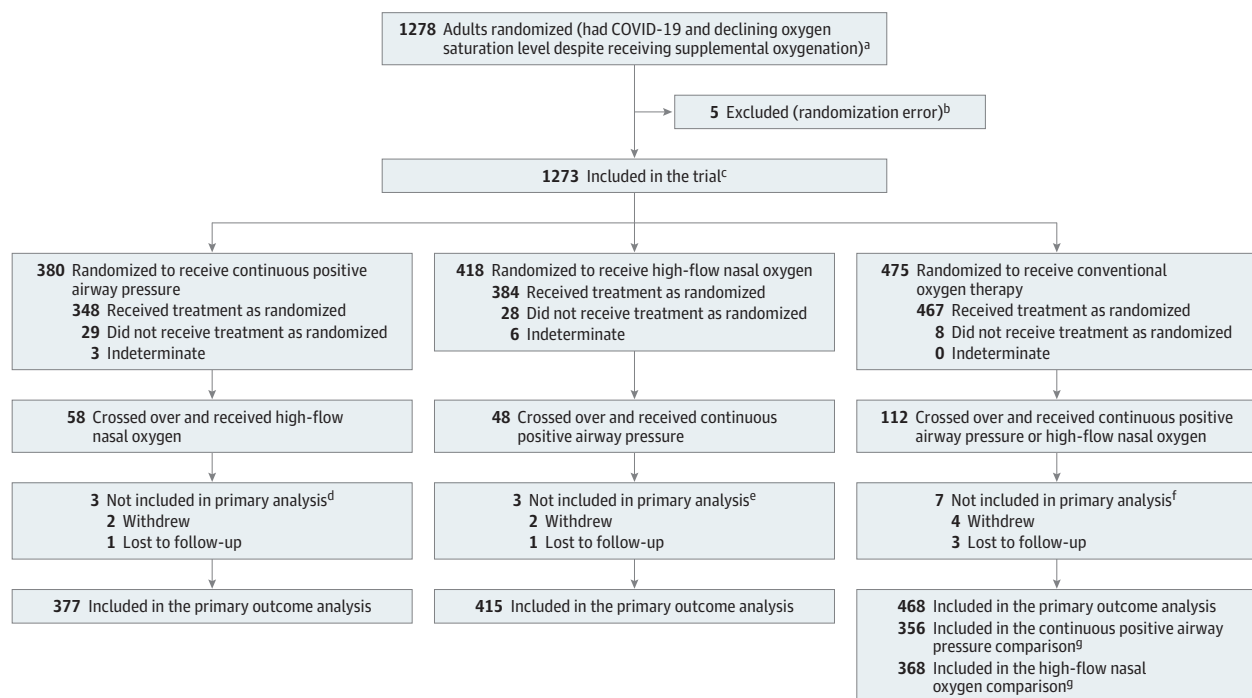 1278 Adults randomized (had COVID-19 and declining oxygen
saturation level despite receiving supplemental oxygenation)a
5 Excluded (randomization error)b
1273 Included in the trialc
380 Randomized to receive continuous positive
airway pressure
348 Received treatment as randomized
29 Did not receive treatment as randomized
3 Indeterminate
418 Randomized to receive high-flow nasal oxygen
384 Received treatment as randomized
28 Did not receive treatment as randomized
6 Indeterminate
475 Randomized to receive conventional
oxygen therapy
467 Received treatment as randomized
8 Did not receive treatment as randomized
0 Indeterminate
58 Crossed over and received high-flow
nasal oxygen
48 Crossed over and received continuous
positive airway pressure
112 Crossed over and received continuous positive
airway pressure or high-flow nasal oxygen
3 Not included in primary analysisd
2 Withdrew
1 Lost to follow-up
3 Not included in primary analysise
2 Withdrew
1 Lost to follow-up
7 Not included in primary analysisf
4 Withdrew
3 Lost to follow-up
377 Included in the primary outcome analysis
415 Included in the primary outcome analysis
468 Included in the primary outcome analysis
356 Included in the continuous positive airway
pressure comparisong
368 Included in the high-flow nasal
oxygen comparisong